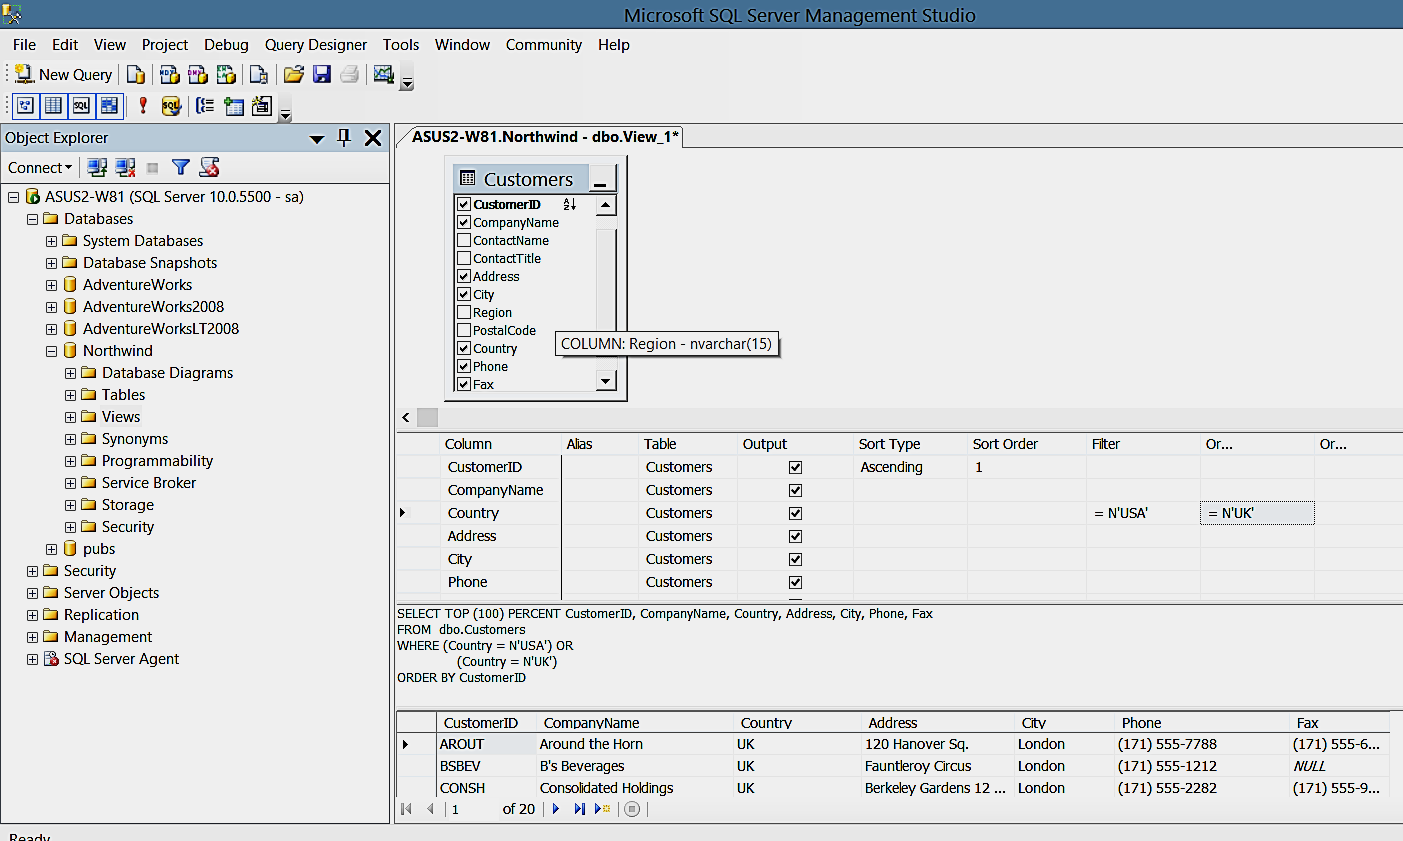 Microsoft SQL Server Management Studio
File Edit View Project Debug Query Designer Tools Window Community Help
New Query
Object Explorer
Connect
ASUS2-W81 (SQL Server 10.0.5500 - sa)
Databases
System Databases
Database Snapshots
AdventureWorks
AdventureWorks2008
AdventureWorksLT2008
Northwind
Database Diagrams
Tables
Views
Synonyms
Programmability
Service Broker
Storage
Security
pubs
Security
Server Objects
Replication
Management
SQL Server Agent
ASUS2-W81.Northwind - dbo.View_1*
Customers
CustomerID
CompanyName
ContactName
ContactTitle
Address
City
Region
PostalCode
Country
Phone
Fax
COLUMN: Region - nvarchar(15)
Column Alias Table Output Sort Type Sort Order Filter Or... Or...
CustomerID Customers Ascending 1
CompanyName Customers
Country Customers = N'USA' = N'UK'
Address Customers
City Customers
Phone Customers
SELECT TOP (100) PERCENT CustomerID, CompanyName, Country, Address, City, Phone, Fax
FROM dbo.Customers
WHERE (Country = N'USA') OR
(Country = N'UK')
ORDER BY CustomerID
CustomerID CompanyName Country Address City Phone Fax
AROUT Around the Horn UK 120 Hanover Sq. London (171) 555-7788 (171) 555-6...
BSBEV B's Beverages UK Fauntleroy Circus London (171) 555-1212 NULL
CONSH Consolidated Holdings UK Berkeley Gardens 12 ... London (171) 555-2282 (171) 555-9...
1 of 20
Ready